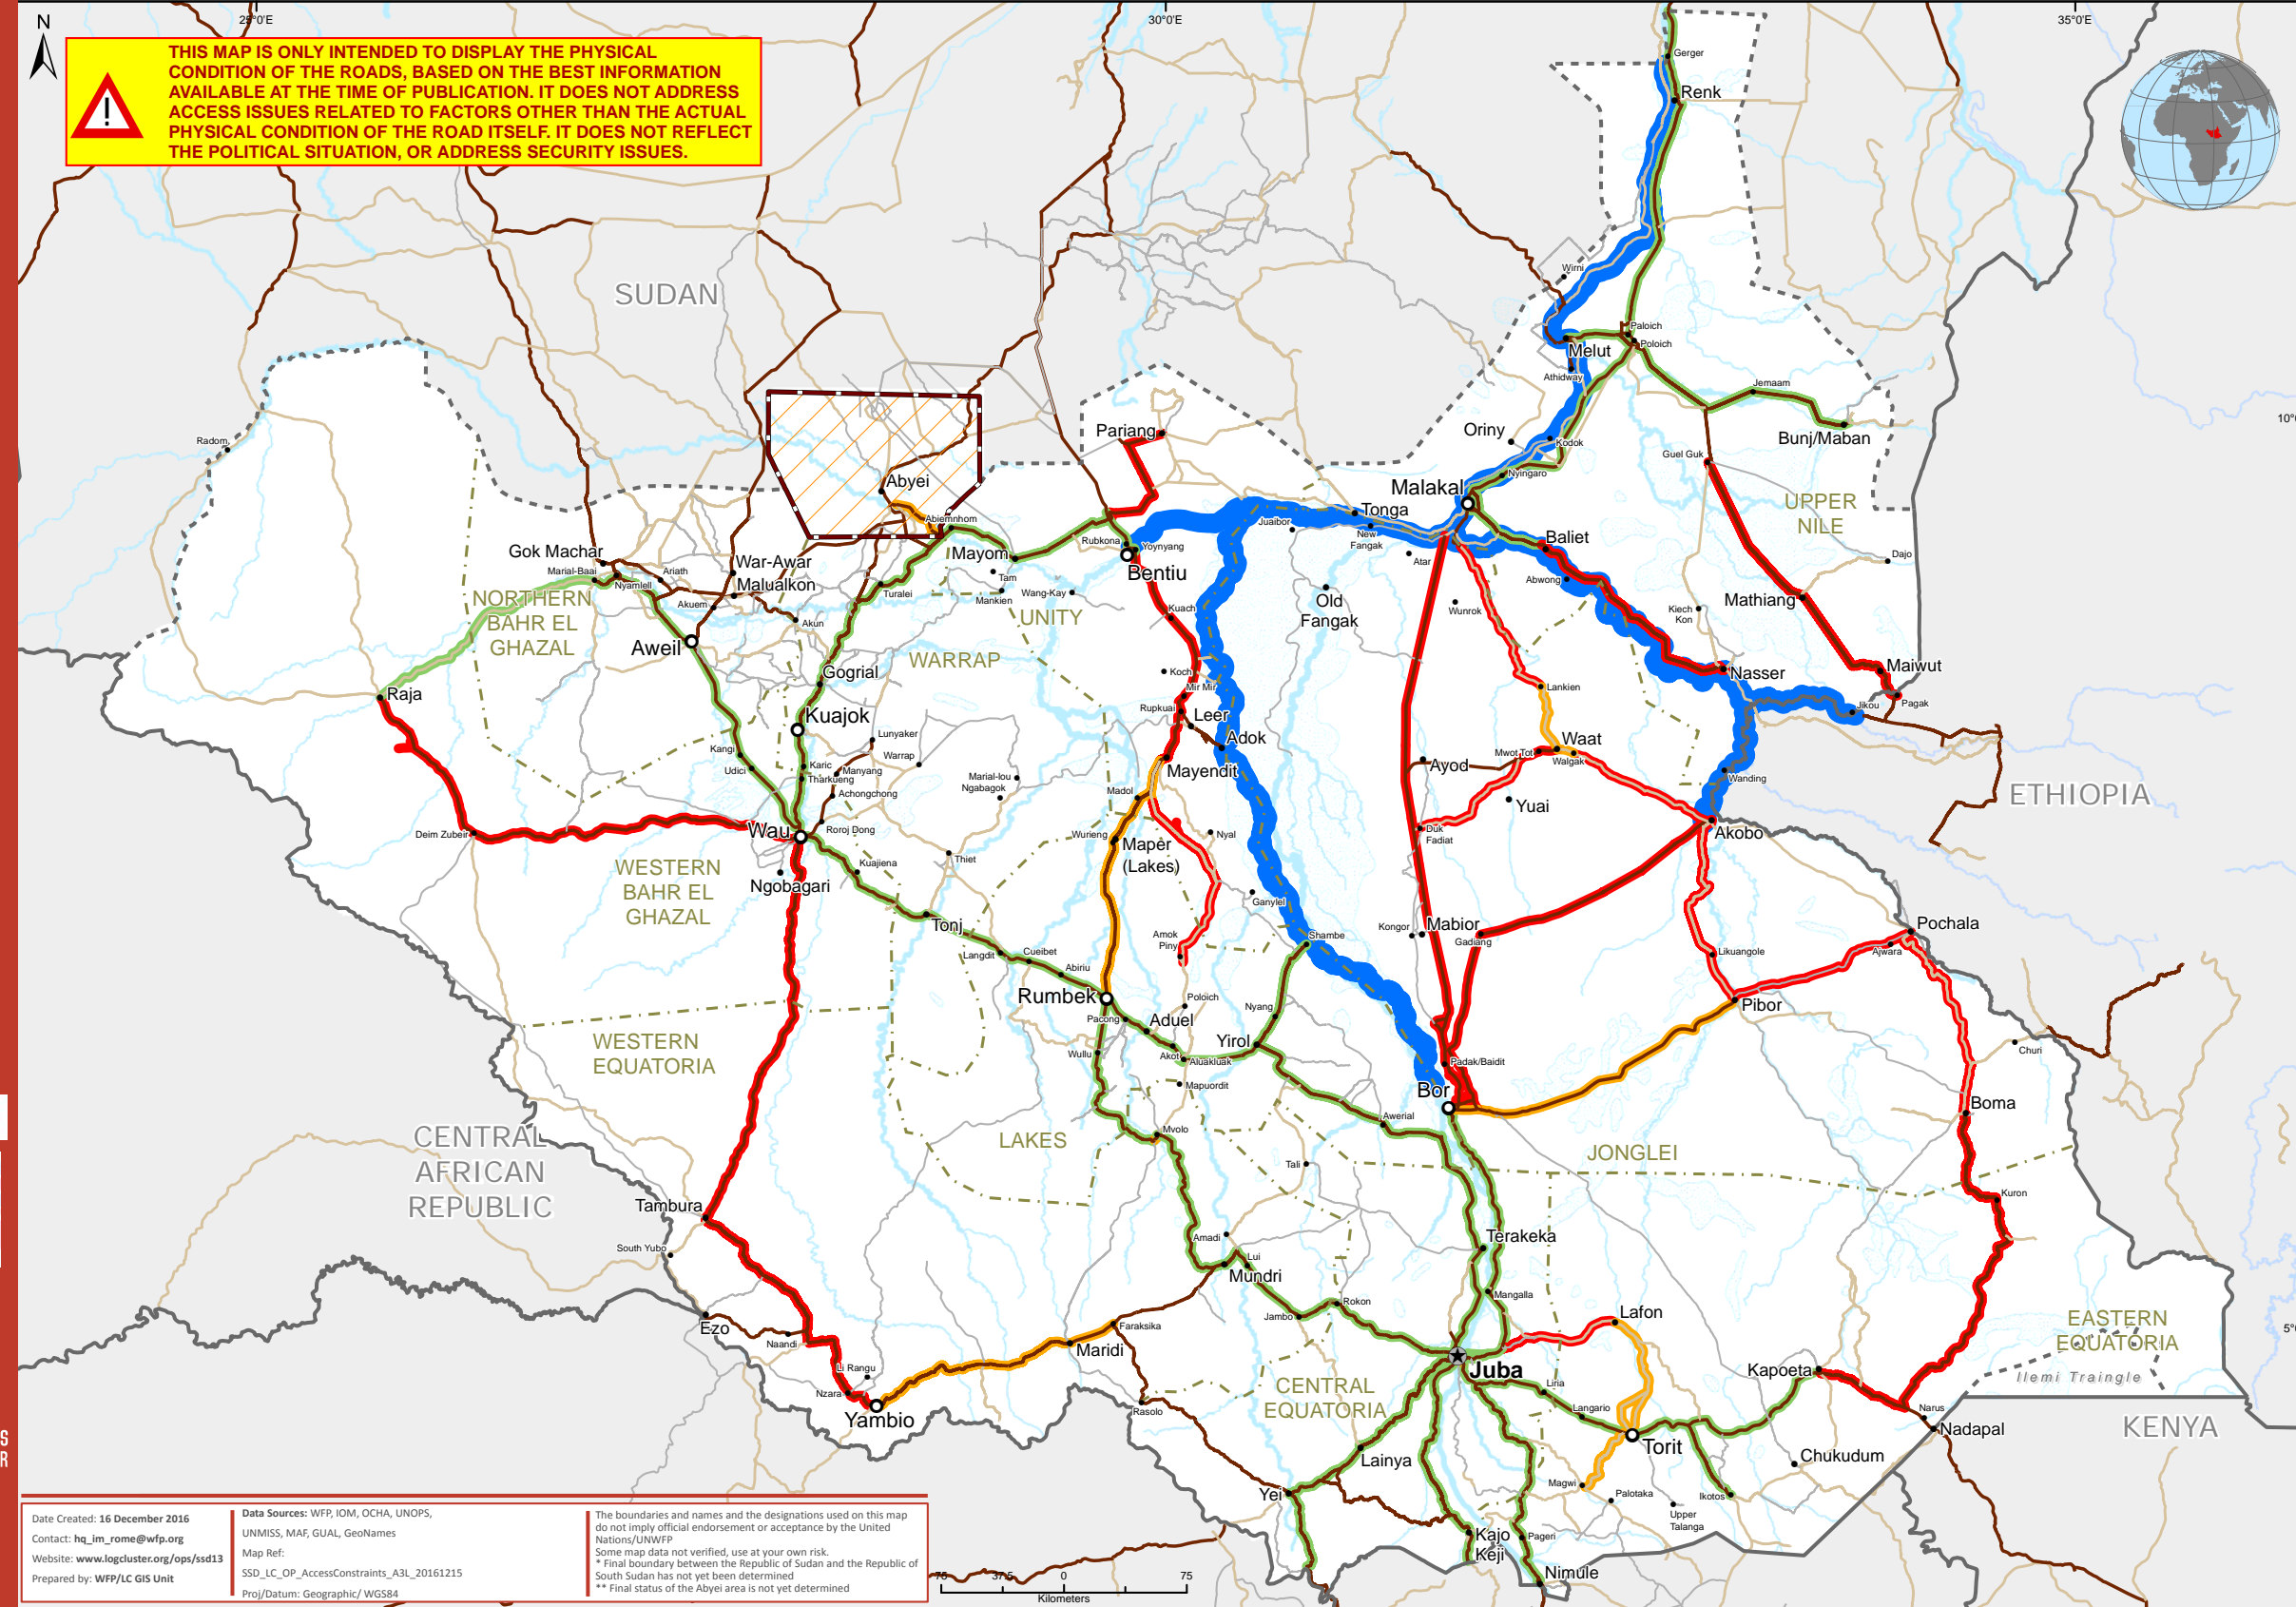 N
25°0'E
30°0'E
35°0'E
THIS MAP IS ONLY INTENDED TO DISPLAY THE PHYSICAL
CONDITION OF THE ROADS, BASED ON THE BEST INFORMATION
AVAILABLE AT THE TIME OF PUBLICATION. IT DOES NOT ADDRESS
ACCESS ISSUES RELATED TO FACTORS OTHER THAN THE ACTUAL
PHYSICAL CONDITION OF THE ROAD ITSELF. IT DOES NOT REFLECT
THE POLITICAL SITUATION, OR ADDRESS SECURITY ISSUES.
!
Gerger
Renk
Wirni
SUDAN
Paloich
Poloich
Melut
Athidway
Jemaam
10°
Bunj/Maban
Radom
Pariang
Oriny
Kodok
Guel Guk
Abyei
Nyingaro
Malakal
UPPER
NILE
Abiemnhom
Tonga
Juaibor
New
Fangak
Baliet
Gok Machar
Mayom
Rubkona
Yoynyang
Bentiu
Atar
Dajo
War-Awar
Marial-Baai
Ariath
Malualkon
Nyamlell
Tam
Turalei
Mankien
Wang-Kay
Abwong
Old
Fangak
Wunrok
Mathiang
Kiech
Kon
NORTHERN
BAHR EL
GHAZAL
Akuem
Akun
UNITY
Kuach
Aweil
WARRAP
Gogrial
Koch
Mir Mir
Maiwut
Nasser
Lankien
Raja
Pagak
Jikou
Rupkuai
Leer
Kuajok
Adok
Waat
Mwot Tot
Walgak
Lunyaker
Kangi
Warrap
Udici
Karic
Tharkueng
Manyang
Marial-lou
Ngabagok
Mayendit
Ayod
Wanding
Achongchong
Madol
Yuai
ETHIOPIA
Deim Zubeir
Wau
Roroj Dong
Wurieng
Maper
(Lakes)
Nyal
Duk
Fadiat
Akobo
Thiet
Kuajiena
WESTERN
BAHR EL
GHAZAL
Ngobagari
Ganylel
Tonj
Kongor
Mabior
Gadiang
Pochala
Amok
Piny
Shambe
Langdit
Cueibet
Abiriu
Likuangole
Ajwara
Rumbek
Poloich
Nyang
Pibor
Pacong
Aduel
Yirol
WESTERN
EQUATORIA
Wullu
Akot
Aluakluak
Churi
Mapuordit
Padak/Baidit
Bor
Boma
Awerial
CENTRAL
AFRICAN
REPUBLIC
LAKES
Mvolo
Tali
JONGLEI
Tambura
Kuron
South Yubo
Amadi
Lui
Mundri
Terakeka
Mangalla
Rokon
Jambo
Lafon
Ezo
Naandi
Faraksika
Maridi
EASTERN
EQUATORIA
5°
Juba
Kapoeta
Ilemi Traingle
Li Rangu
Nzara
Yambio
CENTRAL
EQUATORIA
Liria
Langario
Rasolo
Narus
Nadapal
KENYA
Torit
Lainya
Chukudum
Magwi
Palotaka
Ikotos
Yei
Upper
Talanga
Kajo
Keji
Pageri
Nimule
S
R
Date Created: 16 December 2016
Contact: hq_im_rome@wfp.org
Website: www.logcluster.org/ops/ssd13
Prepared by: WFP/LC GIS Unit
Data Sources: WFP, IOM, OCHA, UNOPS,
UNMISS, MAF, GUAL, GeoNames
Map Ref:
SSD_LC_OP_AccessConstraints_A3L_20161215
Proj/Datum: Geographic/ WGS84
The boundaries and names and the designations used on this map
do not imply official endorsement or acceptance by the United
Nations/UNWFP
Some map data not verified, use at your own risk.
* Final boundary between the Republic of Sudan and the Republic of
South Sudan has not yet been determined
** Final status of the Abyei area is not yet determined
75 37.5 0 75
Kilometers